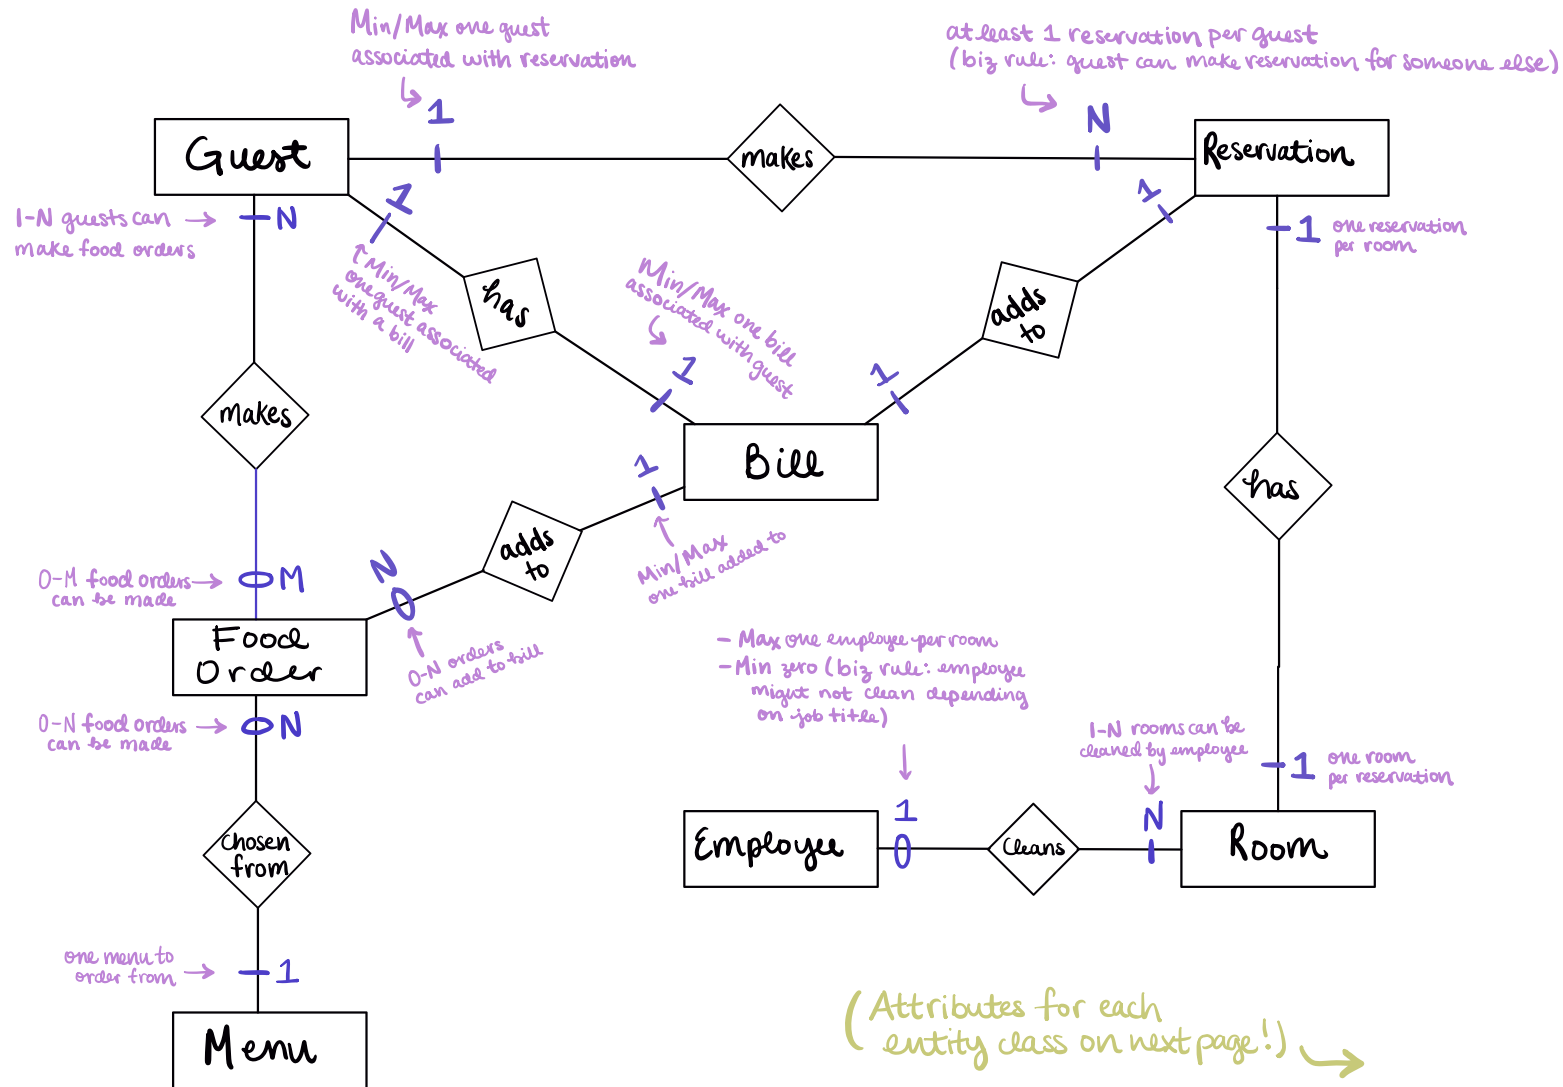 Min/Max one guest
associated with reservation
1
at least 1 reservation per guest
(biz rule: guest can make reservation for someone else)
N
Guest
makes
Reservation
1-N guests can
make food orders
N
1
Min/Max
one guest associated
with a bill
has
Min/Max one bill
associated with guest
1
1
adds
to
1
1
one reservation
per room
makes
Bill
has
0-M food orders
can be made
M
N
adds
to
1
Min/Max
one bill added to
0-N orders
can add to bill
Food
Order
0-N food orders
can be made
N
- Max one employee per room
- Min zero (biz rule: employee
might not clean depending
on job title)
1-N rooms can be
cleaned by employee
1
one room
per reservation
Chosen
from
Employee
1
Cleans
N
Room
one menu to
order from
1
Menu
(Attributes for each
entity class on next page!)